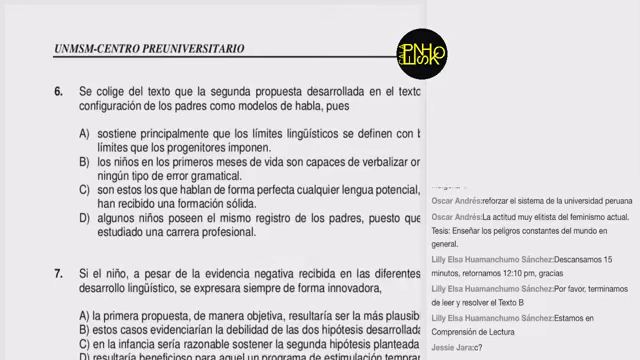 UNMSM-CENTRO PREUNIVERSITARIO
6. Se colige del texto que la segunda propuesta desarrollada en el texto
configuración de los padres como modelos de habla, pues
A) sostiene principalmente que los límites lingüísticos se definen con
límites que los progenitores imponen.
B) los niños en los primeros meses de vida son capaces de verbalizar
ningún tipo de error gramatical.
C) son estos los que hablan de forma perfecta cualquier lengua potencial,
han recibido una formación sólida.
D) algunos niños poseen el mismo registro de los padres, puesto que
estudiado una carrera profesional.
7. Si el niño, a pesar de la evidencia negativa recibida en las diferentes
desarrollo lingüístico, se expresara siempre de forma innovadora,
A) la primera propuesta, de manera objetiva, resultaría ser la más
B) estos casos evidenciarían la debilidad de las dos hipótesis
C) en la infancia sería razonable sostener la segunda hipótesis planteada
D) resultaría beneficioso para aquel un programa de estimulación
Oscar Andrés:reforzar el sistema de la universidad peruana
Oscar Andrés:La actitud muy elitista del feminismo actual.
Tesis: Enseñar los peligros constantes del mundo en
general.
Lilly Elsa Huamanchumo Sánchez:Descansamos 15
minutos, retornamos 12:10 pm, gracias
Lilly Elsa Huamanchumo Sánchez:Por favor, terminamos
de leer y resolver el Texto B
Lilly Elsa Huamanchumo Sánchez:Estamos en
Comprensión de Lectura
Jessie Jara:c?